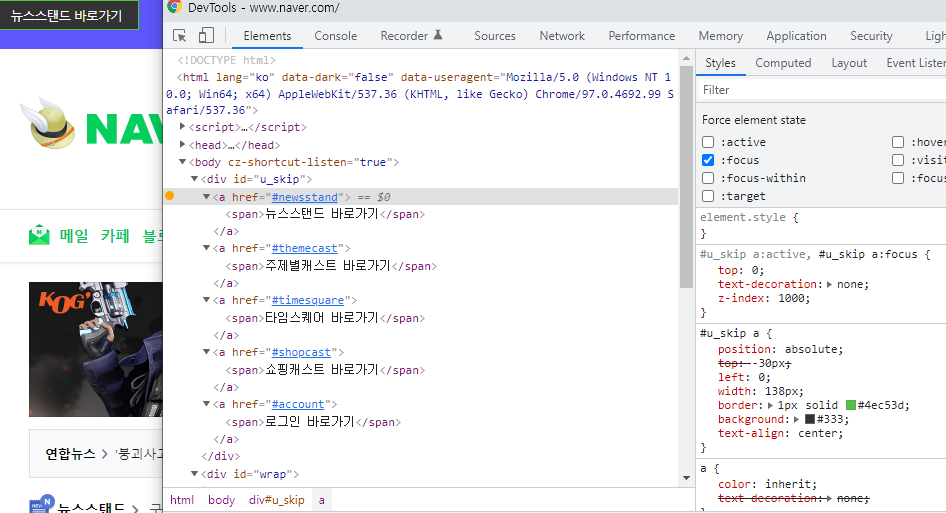 뉴스스탠드 바로가기
DevTools - www.naver.com/
Elements Console Recorder Sources Network Performance Memory Application Security
<!DOCTYPE html>
<html lang="ko" data-dark="false" data-useragent="Mozilla/5.0 (Windows NT 1
0.0; Win64; x64) AppleWebKit/537.36 (KHTML, like Gecko) Chrome/97.0.4692.99 S
afari/537.36">
<script>…</script>
<head>…</head>
<body cz-shortcut-listen="true">
<div id="u_skip">
<a href="#newsstand"> == $0
<span>뉴스스탠드 바로가기</span>
</a>
<a href="#themecast">
<span>주제별캐스트 바로가기</span>
</a>
<a href="#timesquare">
<span>타임스퀘어 바로가기</span>
</a>
<a href="#shopcast">
<span>쇼핑캐스트 바로가기</span>
</a>
<a href="#account">
<span>로그인 바로가기</span>
</a>
</div>
<div id="wrap">
html body div#u_skip a
Styles Computed Layout Event Listen
Filter
Force element state
:active :hover
:focus :visit
:focus-within :focus
:target
element.style {
}
#u_skip a:active, #u_skip a:focus {
top: 0;
text-decoration: none;
z-index: 1000;
}
#u_skip a {
position: absolute;
top: -30px;
left: 0;
width: 138px;
border: 1px solid #4ec53d;
background: #333;
text-align: center;
}
a {
color: inherit;
text-decoration: none;
NAV
메일 카페 블로
KOG'
연합뉴스 > '붕괴사고
NEW N 뉴스스탠드 >